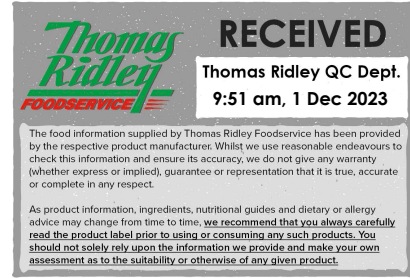 Thomas
Ridley
FOODSERVICE
RECEIVED
Thomas Ridley QC Dept.
9:51 am, 1 Dec 2023
The food information supplied by Thomas Ridley Foodservice has been provided
by the respective product manufacturer. Whilst we use reasonable endeavours to
check this information and ensure its accuracy, we do not give any warranty
(whether express or implied), guarantee or representation that it is true, accurate
or complete in any respect.
As product information, ingredients, nutritional guides and dietary or allergy
advice may change from time to time, we recommend that you always carefully
read the product label prior to using or consuming any such products. You
should not solely rely upon the information we provide and make your own
assessment as to the suitability or otherwise of any given product.